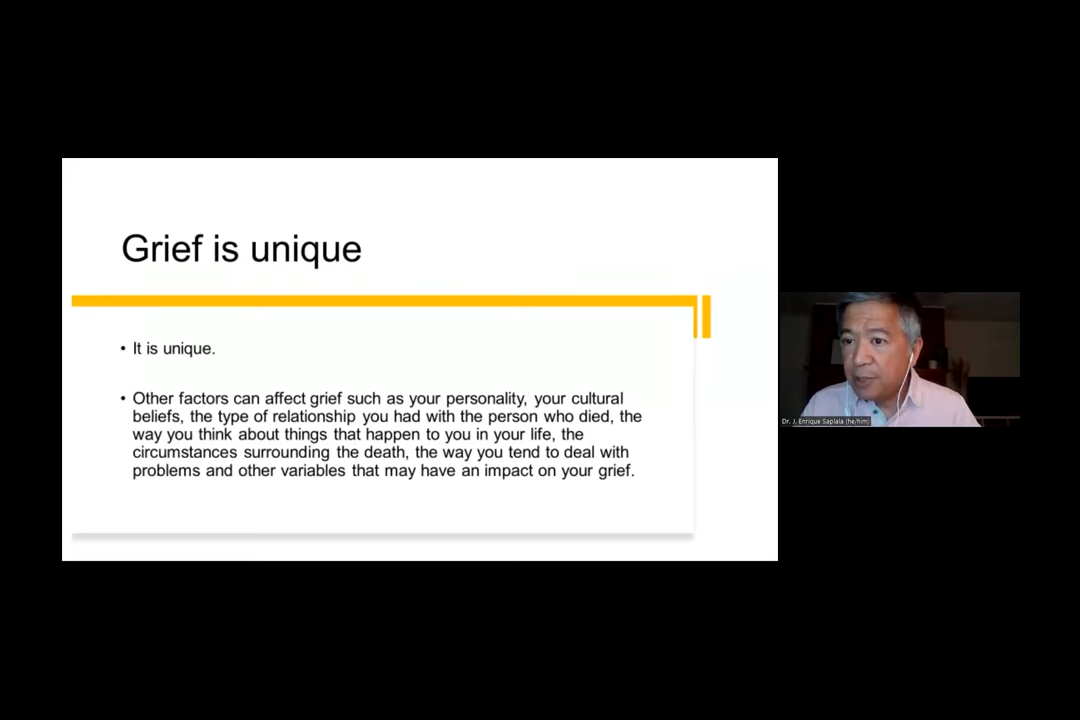 Grief is unique
• It is unique.
• Other factors can affect grief such as your personality, your cultural
beliefs, the type of relationship you had with the person who died, the
way you think about things that happen to you in your life, the
circumstances surrounding the death, the way you tend to deal with
problems and other variables that may have an impact on your grief.
Dr. J. Enrique Saplala (he/him)